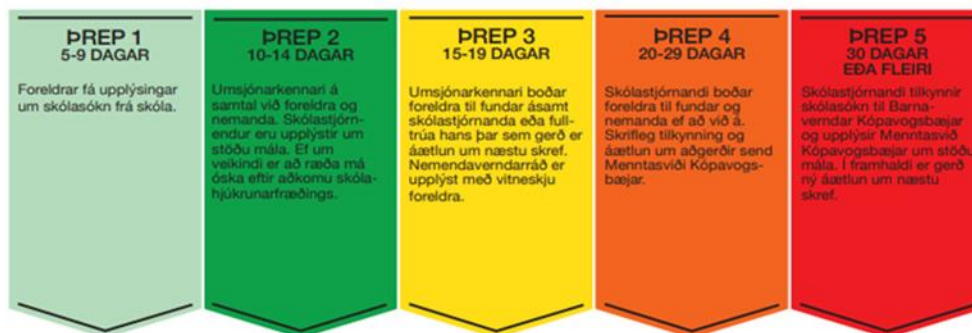 ÞREP 1
5-9 DAGAR
Foreldrar fá upplýsingar
um skólasókn frá skóla.
ÞREP 2
10-14 DAGAR
Umsjónarkennari á
samtal við foreldra og
nemanda. Skólastjórn-
endur eru upplýstir um
stöðu mála. Ef um
veikindi er að ræða má
óska eftir aðkomu skóla-
hjúkrunarfræðings.
ÞREP 3
15-19 DAGAR
Umsjónarkennari boðar
foreldra til fundar ásamt
skólastjórnanda eða full-
trúa hans þar sem gerð er
áætlun um næstu skref.
Nemendaverndarráð er
upplýst með vitneskju
foreldra.
ÞREP 4
20-29 DAGAR
Skólastjórnandi boðar
foreldra til fundar og
nemanda ef að við á.
Skrifleg tilkynning og
áætlun um aðgerðir send
Menntasviði Kópavogs-
bæjar.
ÞREP 5
30 DAGAR
EÐA FLEIRI
Skólastjórnandi tilkynnir
skólasókn til Barna-
verndar Kópavogsbæjar
og upplýsir Menntasvið
Kópavogsbæjar um stöðu
mála. Í framhaldi er gerð
ný áætlun um næstu
skref.